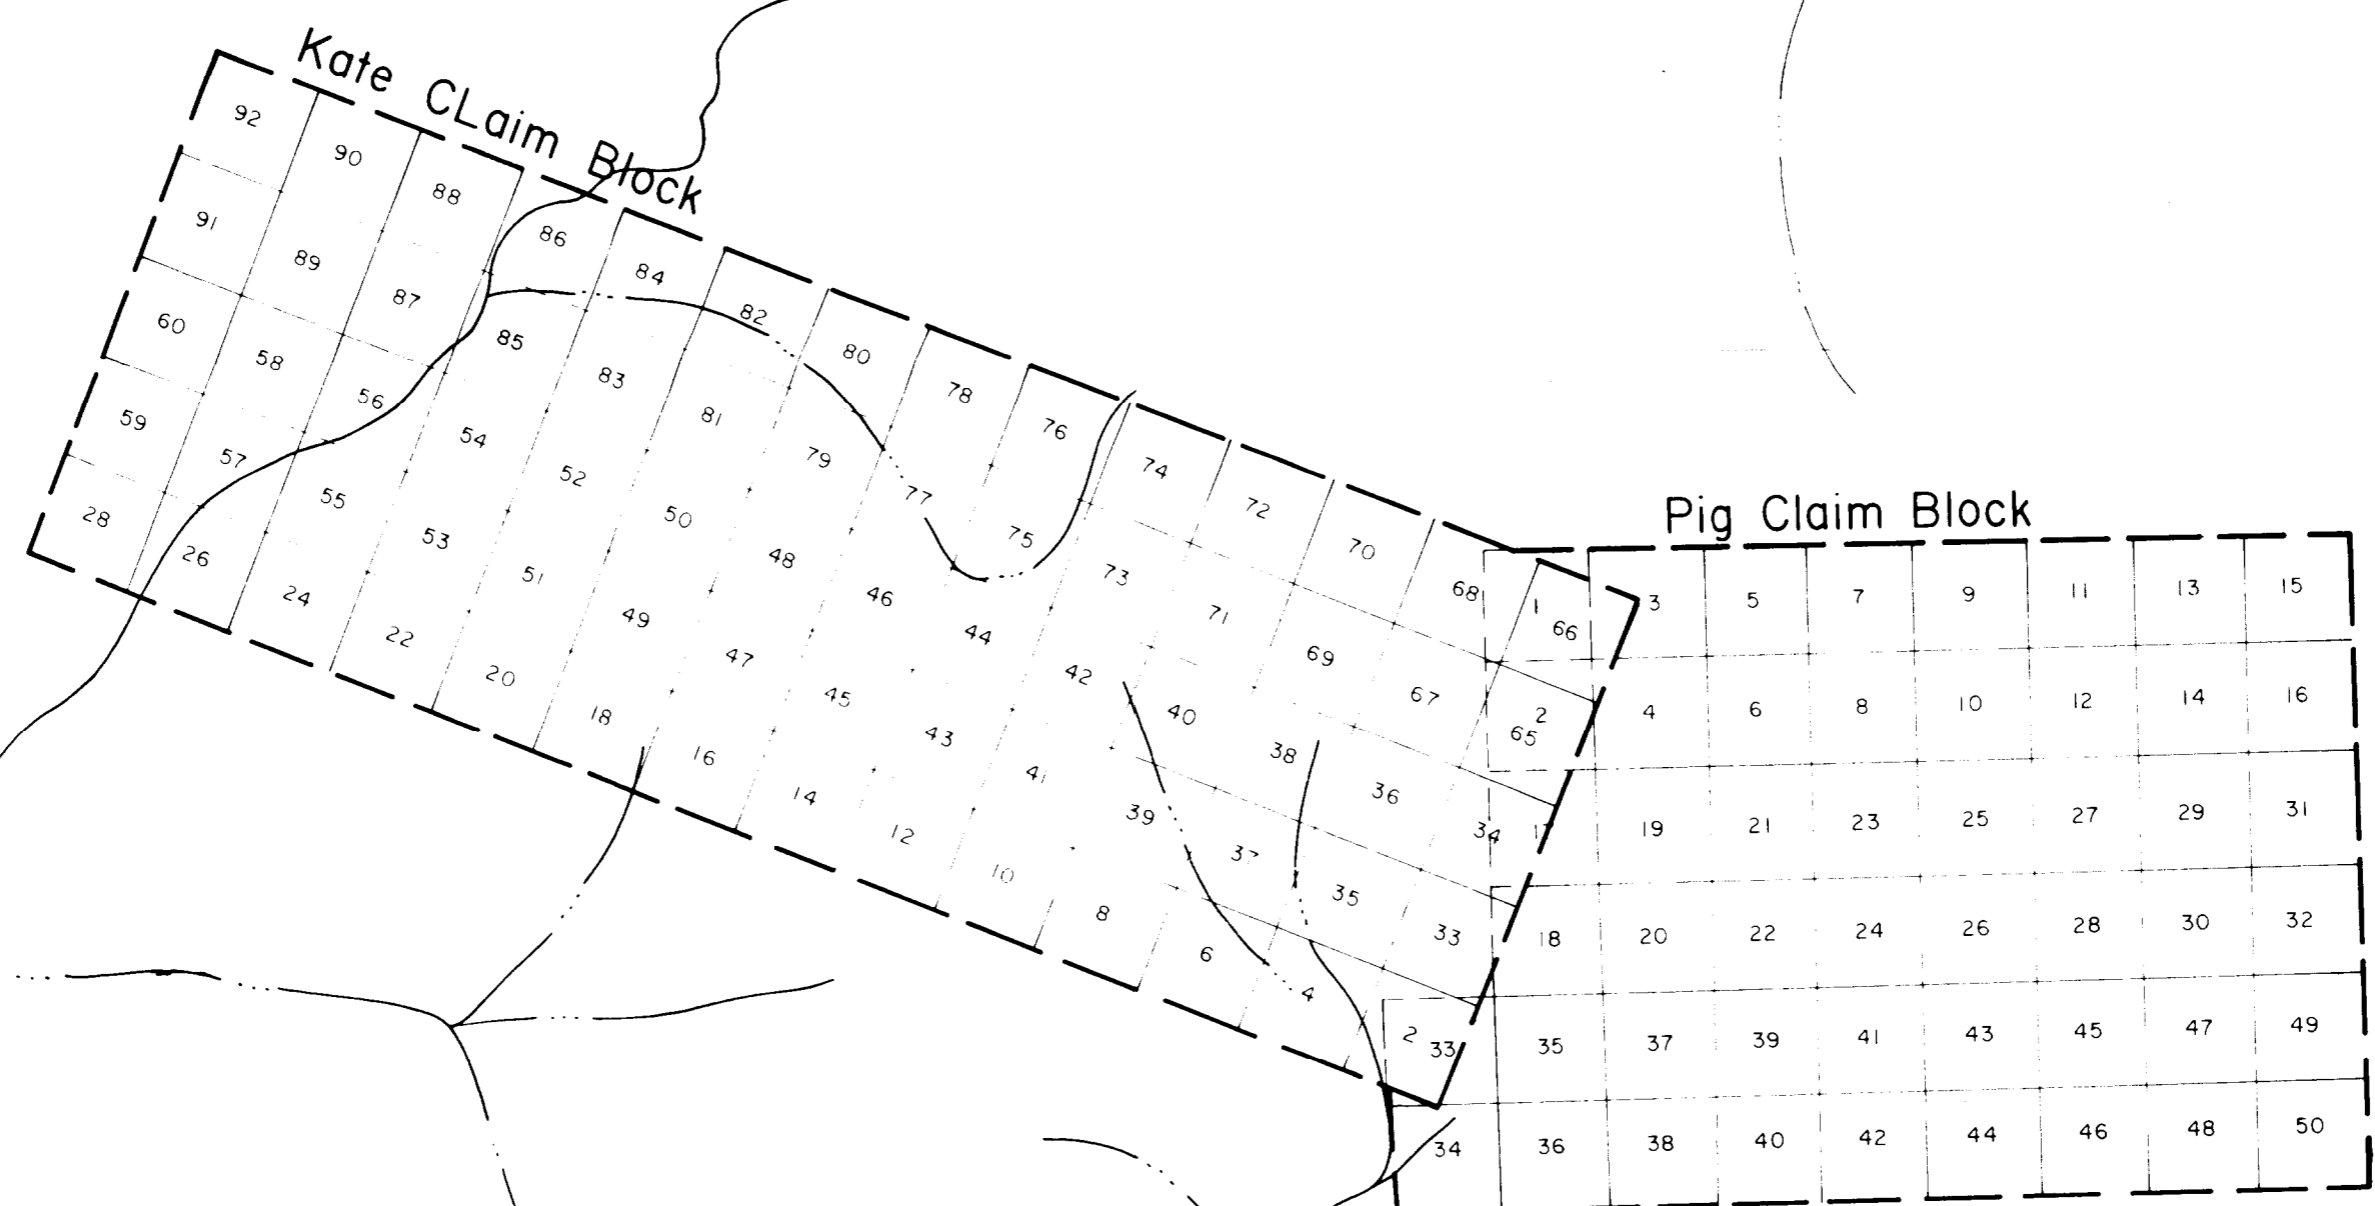 Kate CLaim Block
92 90 88 86 84 82 80 78 76 74 72 70 68 66
91 89 87 85 83 81 79 77 75 73 71 69 67 65
60 58 56 54 52 50 48 46 44 42 40 38 36 34
59 57 55 53 51 49 47 45 43 41 39 37 35 33
28 26 24 22 20 18 16 14 12 10 8 6 4 2
Pig Claim Block
1 3 5 7 9 11 13 15
2 4 6 8 10 12 14 16
17 19 21 23 25 27 29 31
18 20 22 24 26 28 30 32
33 35 37 39 41 43 45 47 49
34 36 38 40 42 44 46 48 50